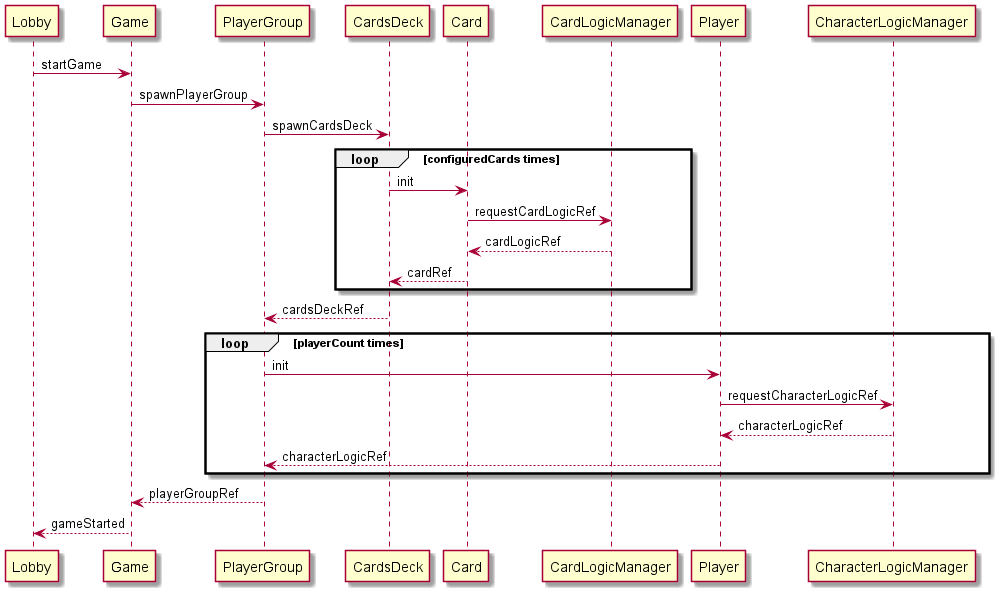 Lobby Game PlayerGroup CardsDeck Card CardLogicManager Player CharacterLogicManager
startGame
spawnPlayerGroup
spawnCardsDeck
loop [configuredCards times]
init
requestCardLogicRef
cardLogicRef
cardRef
cardsDeckRef
loop [playerCount times]
init
requestCharacterLogicRef
characterLogicRef
characterLogicRef
playerGroupRef
gameStarted
Lobby Game PlayerGroup CardsDeck Card CardLogicManager Player CharacterLogicManager